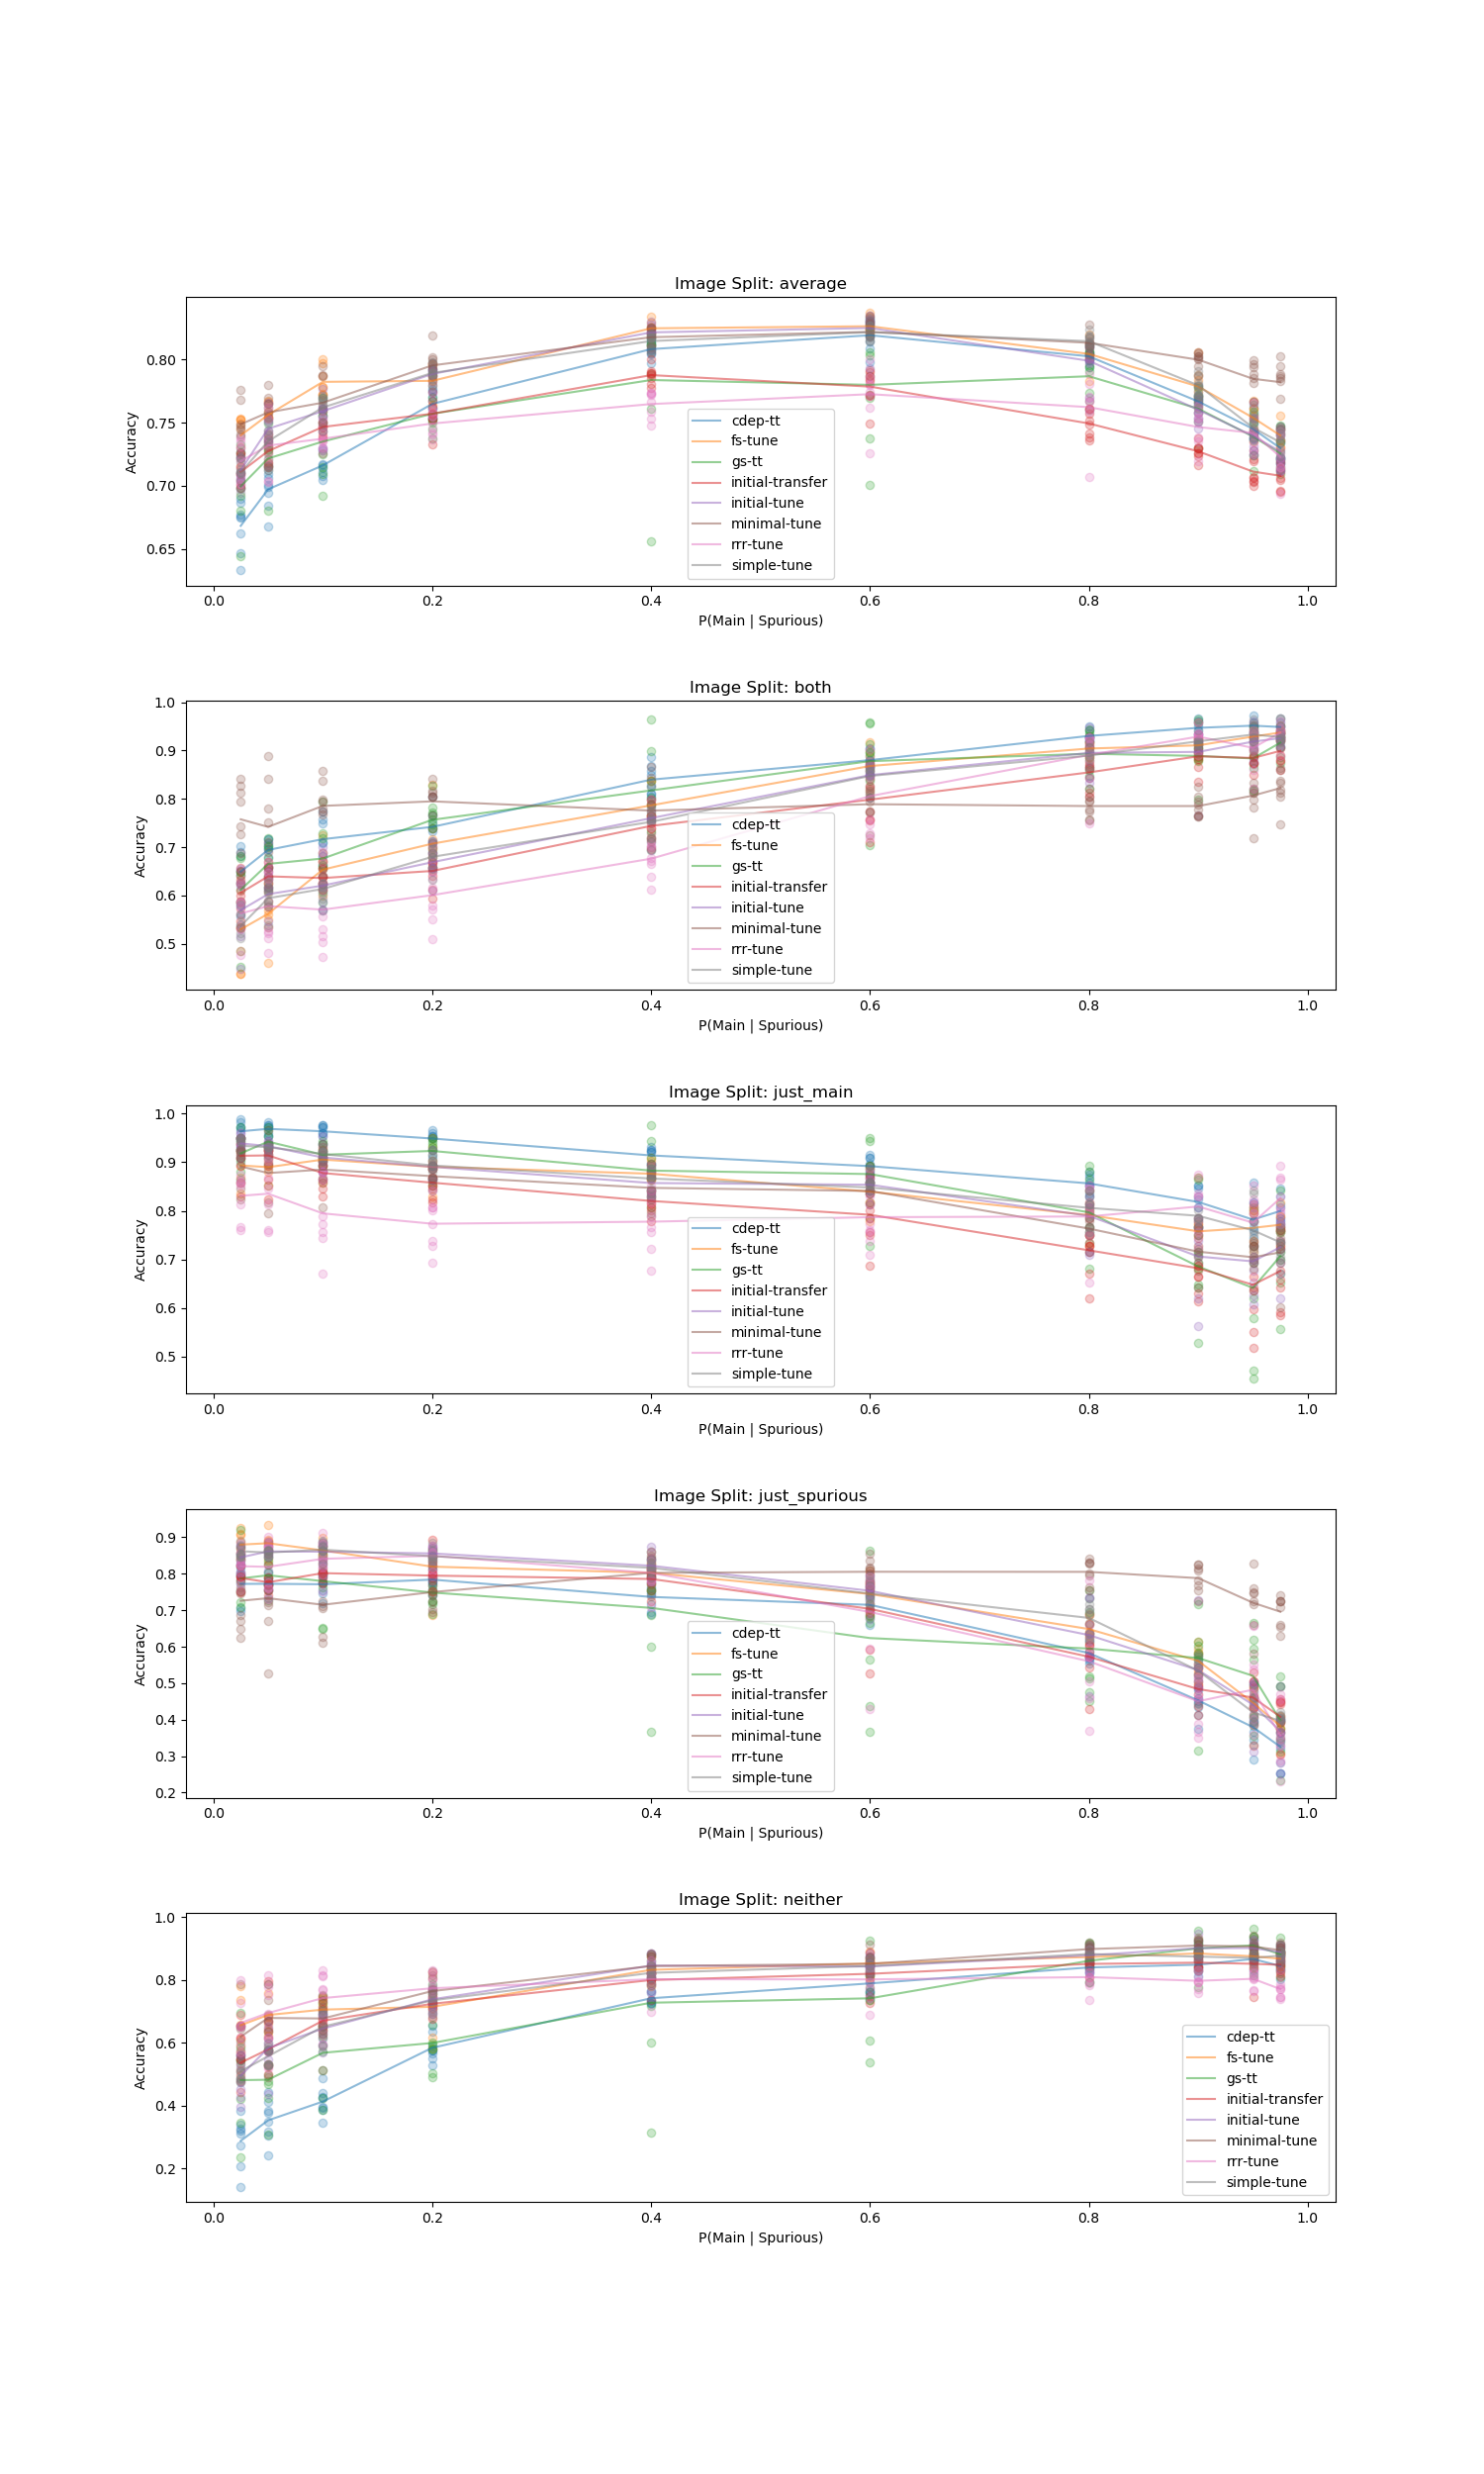 Image Split: average
Accuracy
0.80
0.75
0.70
0.65
cdep-tt
fs-tune
gs-tt
initial-transfer
initial-tune
minimal-tune
rrr-tune
simple-tune
0.0 0.2 0.4 0.6 0.8 1.0
P(Main | Spurious)
Image Split: both
Accuracy
1.0
0.9
0.8
0.7
0.6
0.5
cdep-tt
fs-tune
gs-tt
initial-transfer
initial-tune
minimal-tune
rrr-tune
simple-tune
0.0 0.2 0.4 0.6 0.8 1.0
P(Main | Spurious)
Image Split: just_main
Accuracy
1.0
0.9
0.8
0.7
0.6
0.5
cdep-tt
fs-tune
gs-tt
initial-transfer
initial-tune
minimal-tune
rrr-tune
simple-tune
0.0 0.2 0.4 0.6 0.8 1.0
P(Main | Spurious)
Image Split: just_spurious
Accuracy
0.9
0.8
0.7
0.6
0.5
0.4
0.3
0.2
cdep-tt
fs-tune
gs-tt
initial-transfer
initial-tune
minimal-tune
rrr-tune
simple-tune
0.0 0.2 0.4 0.6 0.8 1.0
P(Main | Spurious)
Image Split: neither
Accuracy
1.0
0.8
0.6
0.4
0.2
cdep-tt
fs-tune
gs-tt
initial-transfer
initial-tune
minimal-tune
rrr-tune
simple-tune
0.0 0.2 0.4 0.6 0.8 1.0
P(Main | Spurious)